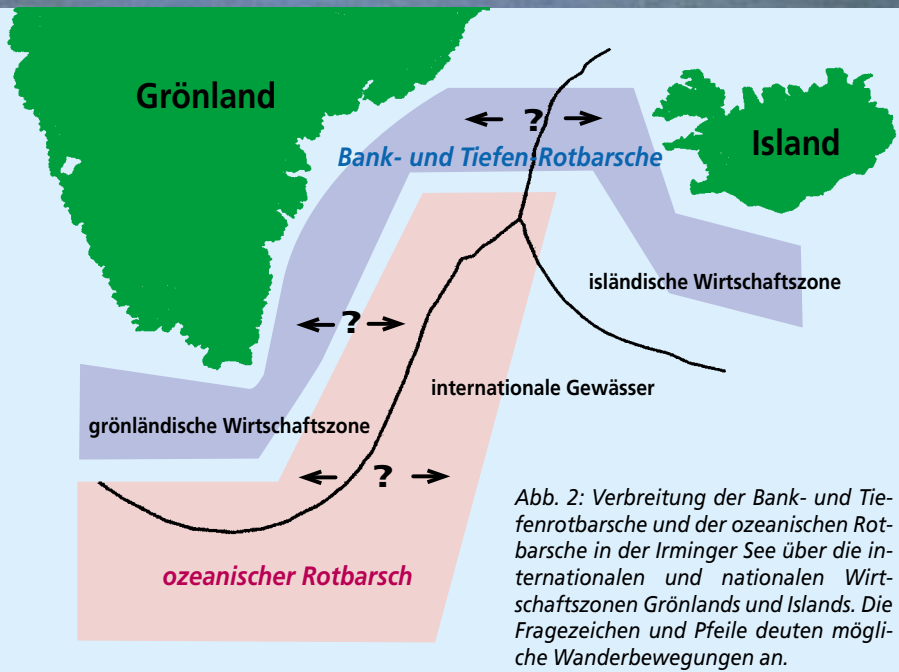 Grönland
Island
?
Bank- und Tiefen-Rotbarsche
isländische Wirtschaftszone
?
internationale Gewässer
grönländische Wirtschaftszone
?
ozeanischer Rotbarsch
Abb. 2: Verbreitung der Bank- und Tie-
fenrotbarsche und der ozeanischen Rot-
barsche in der Irminger See über die in-
ternationalen und nationalen Wirt-
schaftszonen Grönlands und Islands. Die
Fragezeichen und Pfeile deuten mögli-
che Wanderbewegungen an.